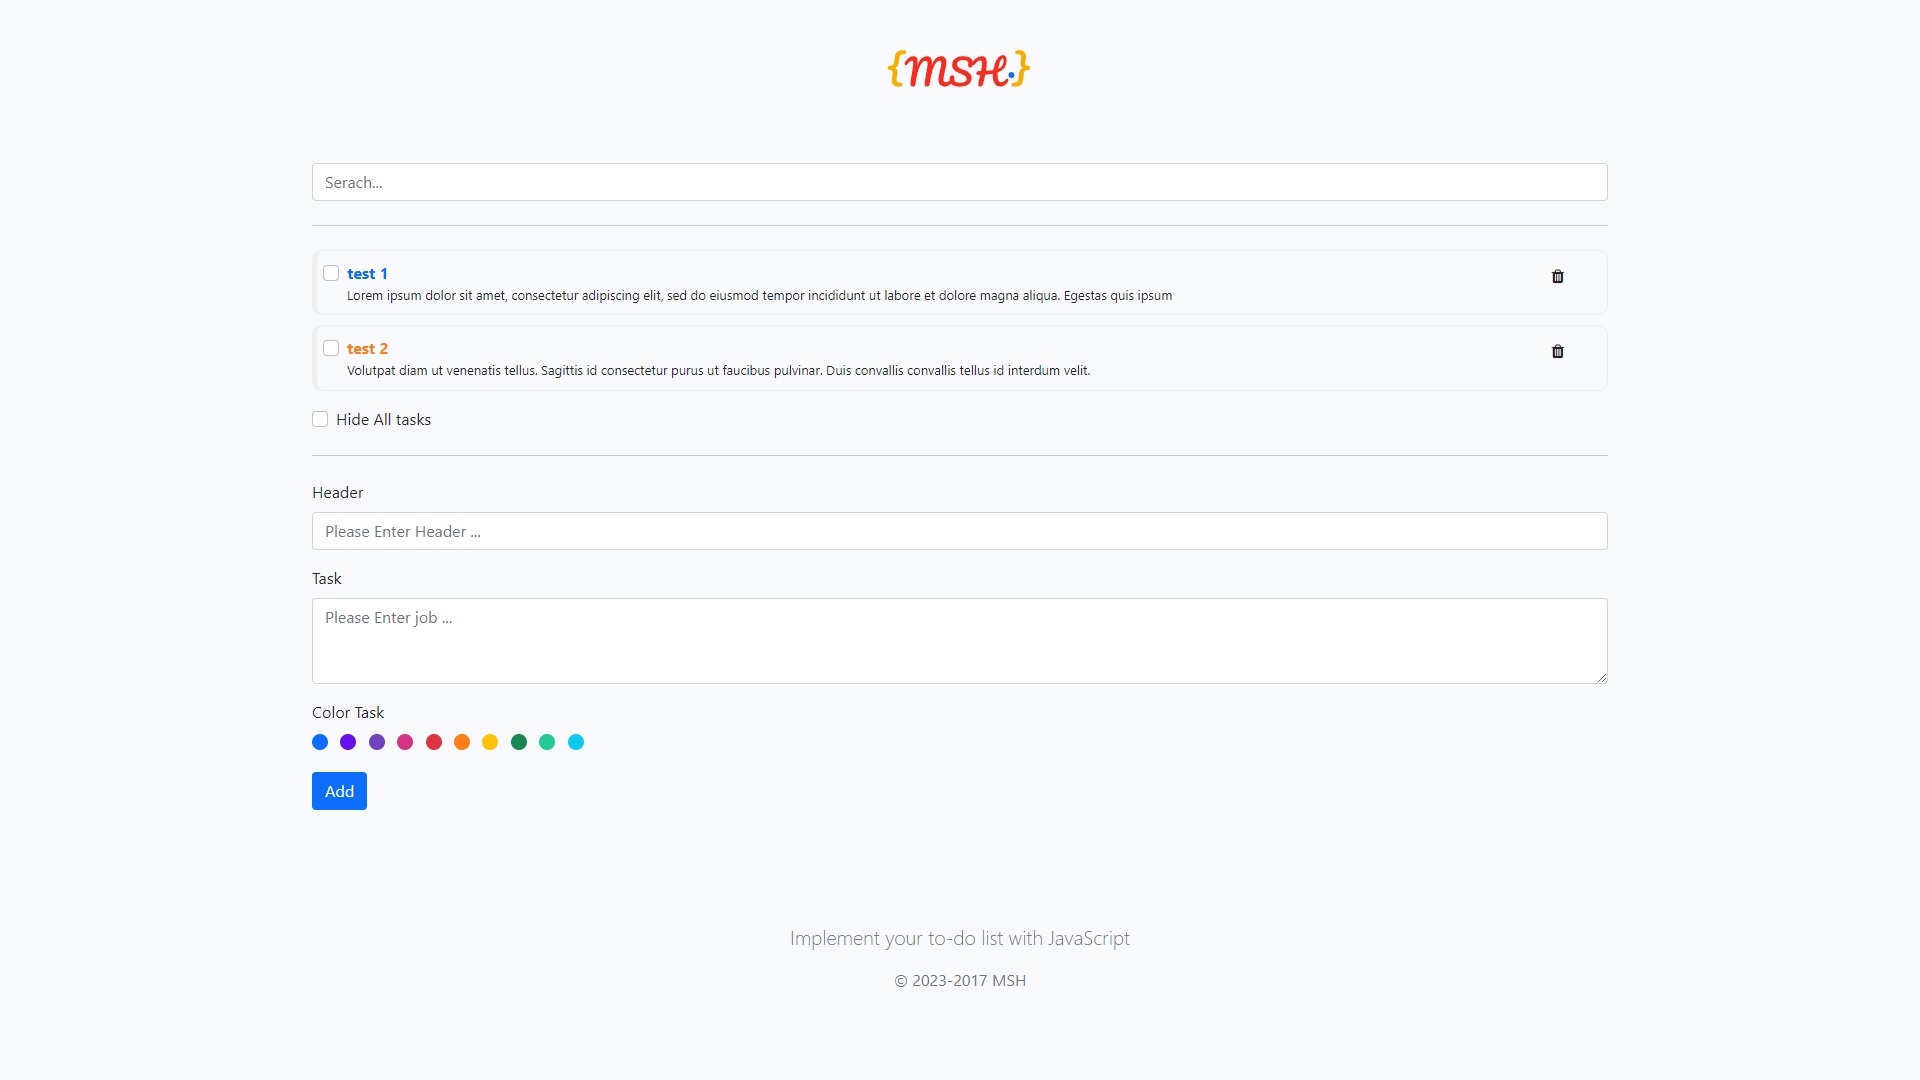 {MSH.}
Serach...
test 1
Lorem ipsum dolor sit amet, consectetur adipiscing elit, sed do eiusmod tempor incididunt ut labore et dolore magna aliqua. Egestas quis ipsum
test 2
Volutpat diam ut venenatis tellus. Sagittis id consectetur purus ut faucibus pulvinar. Duis convallis convallis tellus id interdum velit.
Hide All tasks
Header
Please Enter Header ...
Task
Please Enter job ...
Color Task
Add
Implement your to-do list with JavaScript
© 2023-2017 MSH